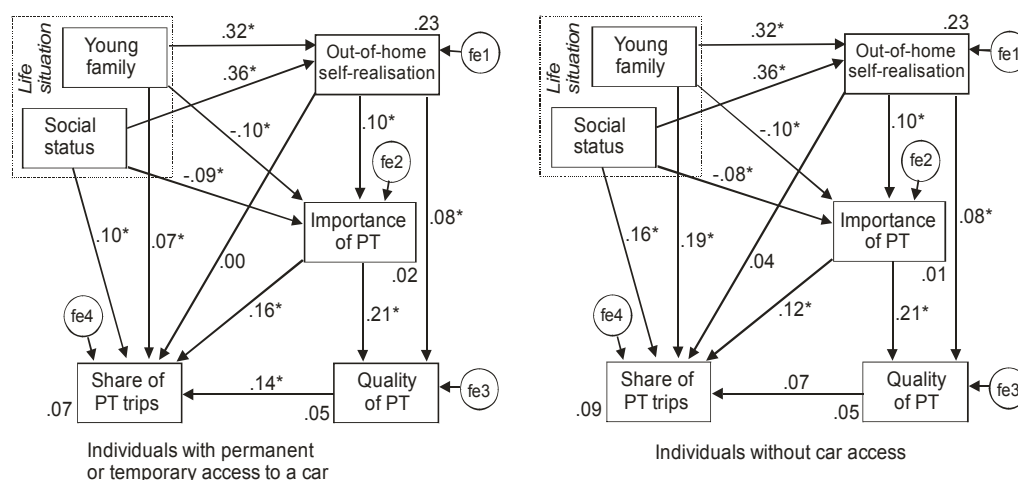 Life
situation
Young
family
Social
status
.32*
.36*
.23
Out-of-home
self-realisation
fe1
-.10*
-.09*
.10*
fe2
Importance
of PT
.02
.08*
.10*
.07*
.00
.16*
.21*
fe4
Share of
PT trips
.07
.14*
Quality
of PT
.05
fe3
Individuals with permanent
or temporary access to a car
Life
situation
Young
family
Social
status
.32*
.36*
.23
Out-of-home
self-realisation
fe1
-.10*
-.08*
.10*
fe2
Importance
of PT
.01
.08*
.16*
.19*
.04
.12*
.21*
fe4
Share of
PT trips
.09
.07
Quality
of PT
.05
fe3
Individuals without car access